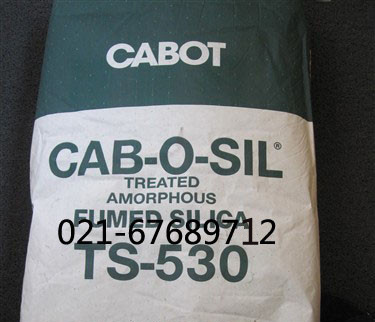 CABOT
CAB-O-SIL®
TREATED
AMORPHOUS
FUMED SILICA
021-67689712
TS-530